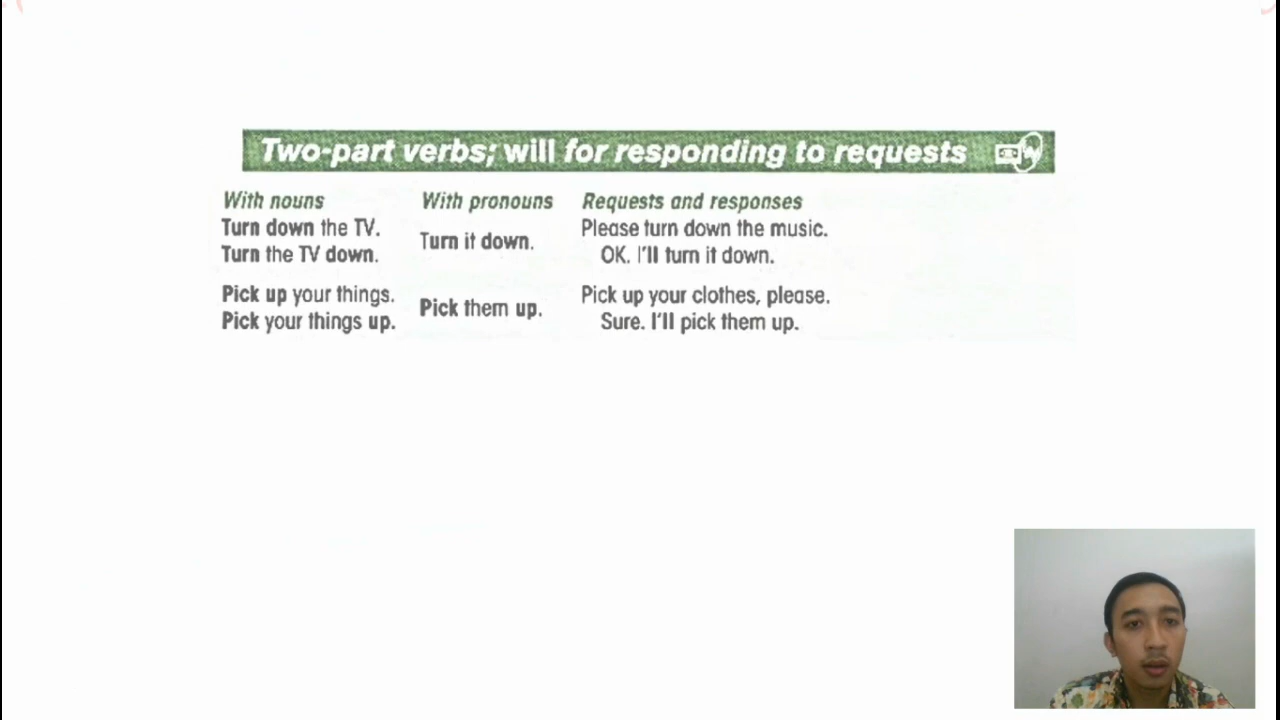 Two-part verbs; will for responding to requests
With nouns
Turn down the TV.
Turn the TV down.
Pick up your things.
Pick your things up.
With pronouns
Turn it down.
Pick them up.
Requests and responses
Please turn down the music.
OK. I'll turn it down.
Pick up your clothes, please.
Sure. I'll pick them up.